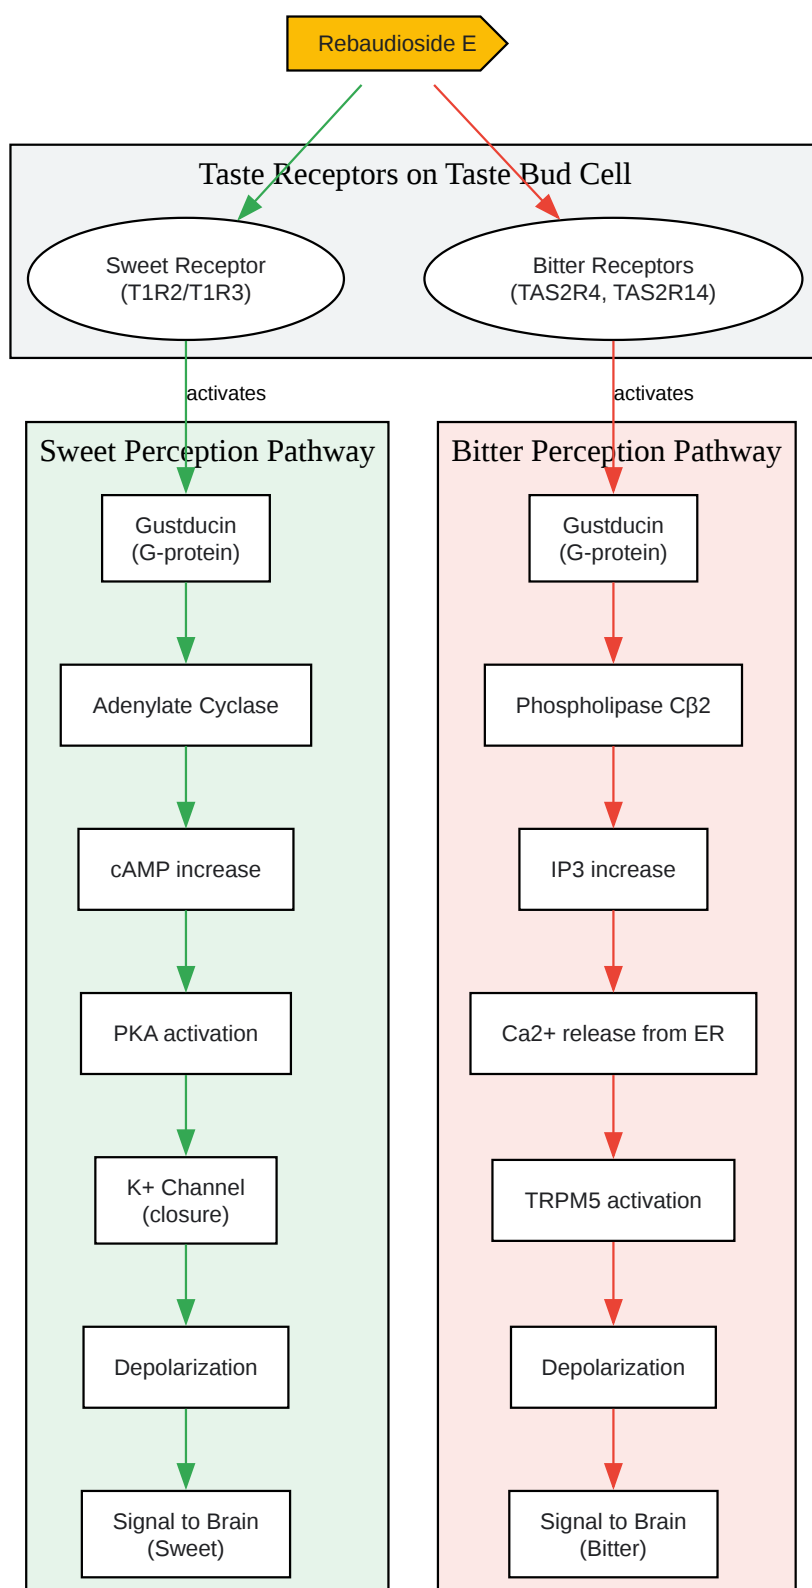 Rebaudioside E
Taste Receptors on Taste Bud Cell
Sweet Receptor
(T1R2/T1R3)
Bitter Receptors
(TAS2R4, TAS2R14)
activates
activates
Sweet Perception Pathway
Gustducin
(G-protein)
Adenylate Cyclase
cAMP increase
PKA activation
K+ Channel
(closure)
Depolarization
Signal to Brain
(Sweet)
Bitter Perception Pathway
Gustducin
(G-protein)
Phospholipase Cβ2
IP3 increase
Ca2+ release from ER
TRPM5 activation
Depolarization
Signal to Brain
(Bitter)